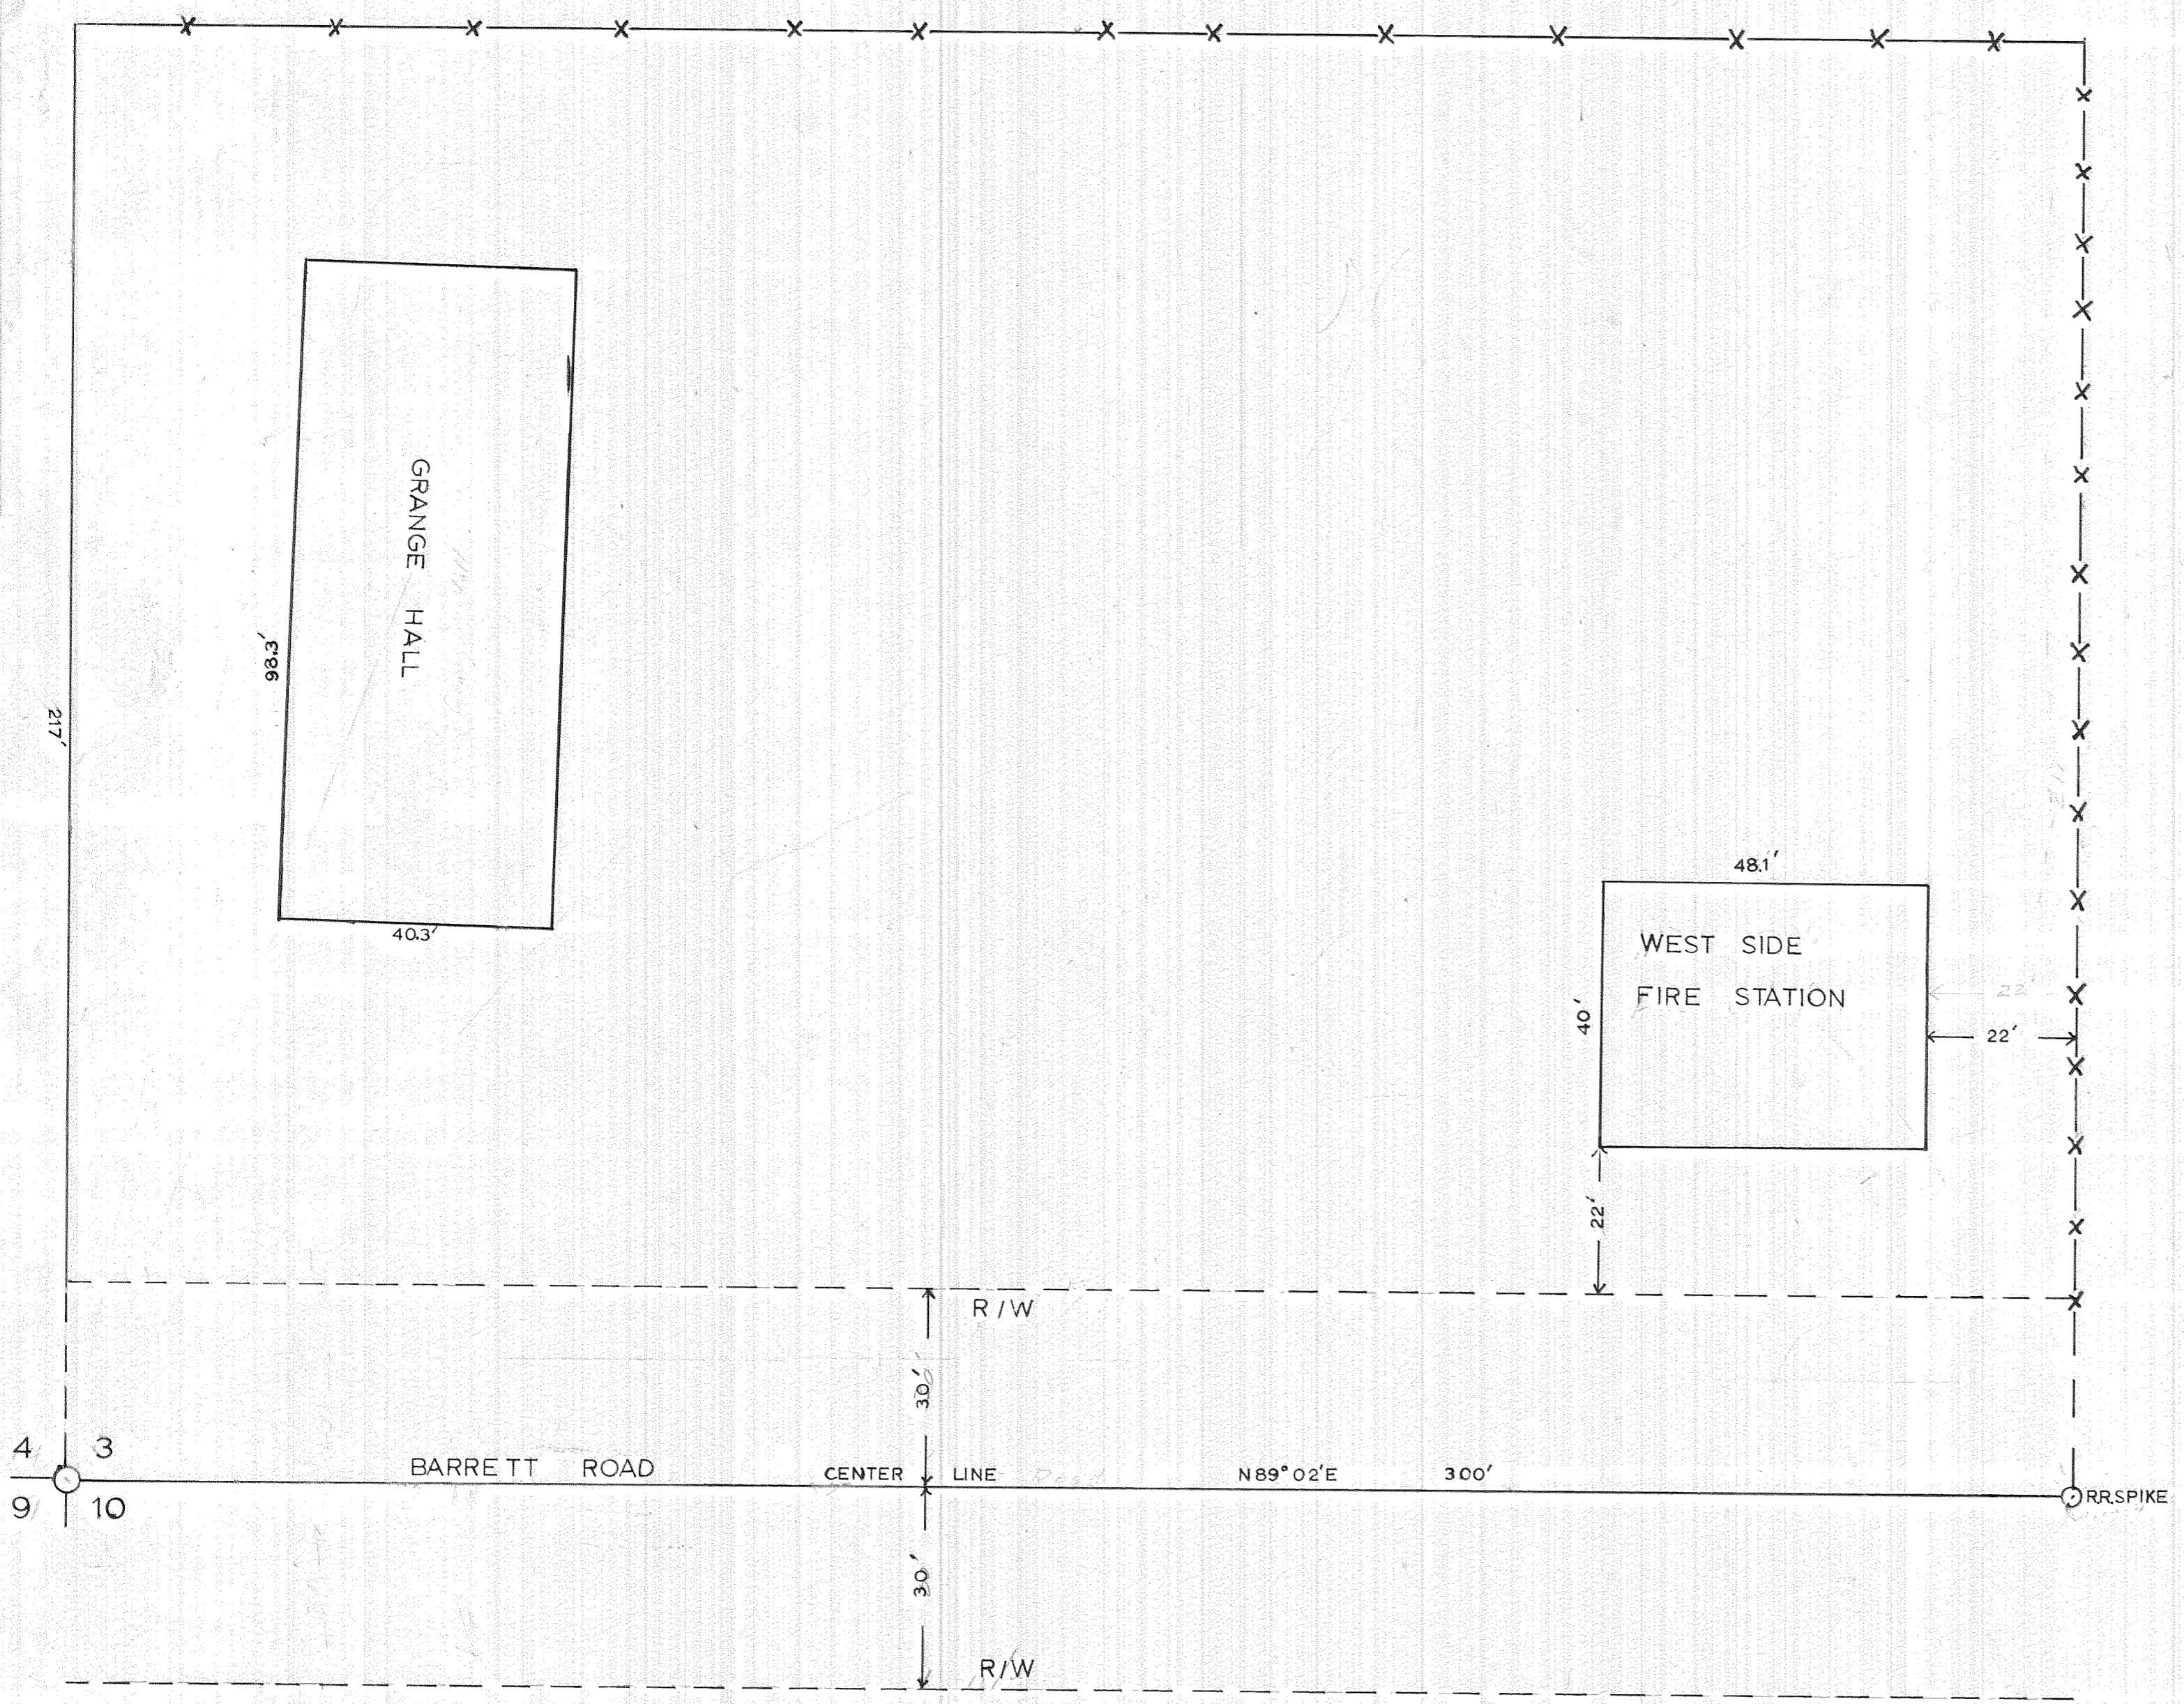 GRANGE HALL
98.3'
217'
40.3'
48.1'
WEST SIDE
FIRE STATION
40'
22'
22'
22'
R/W
30'
4 3
9 10
BARRETT ROAD
CENTER LINE
N89°02'E
300'
R.R.SPIKE
30'
R/W